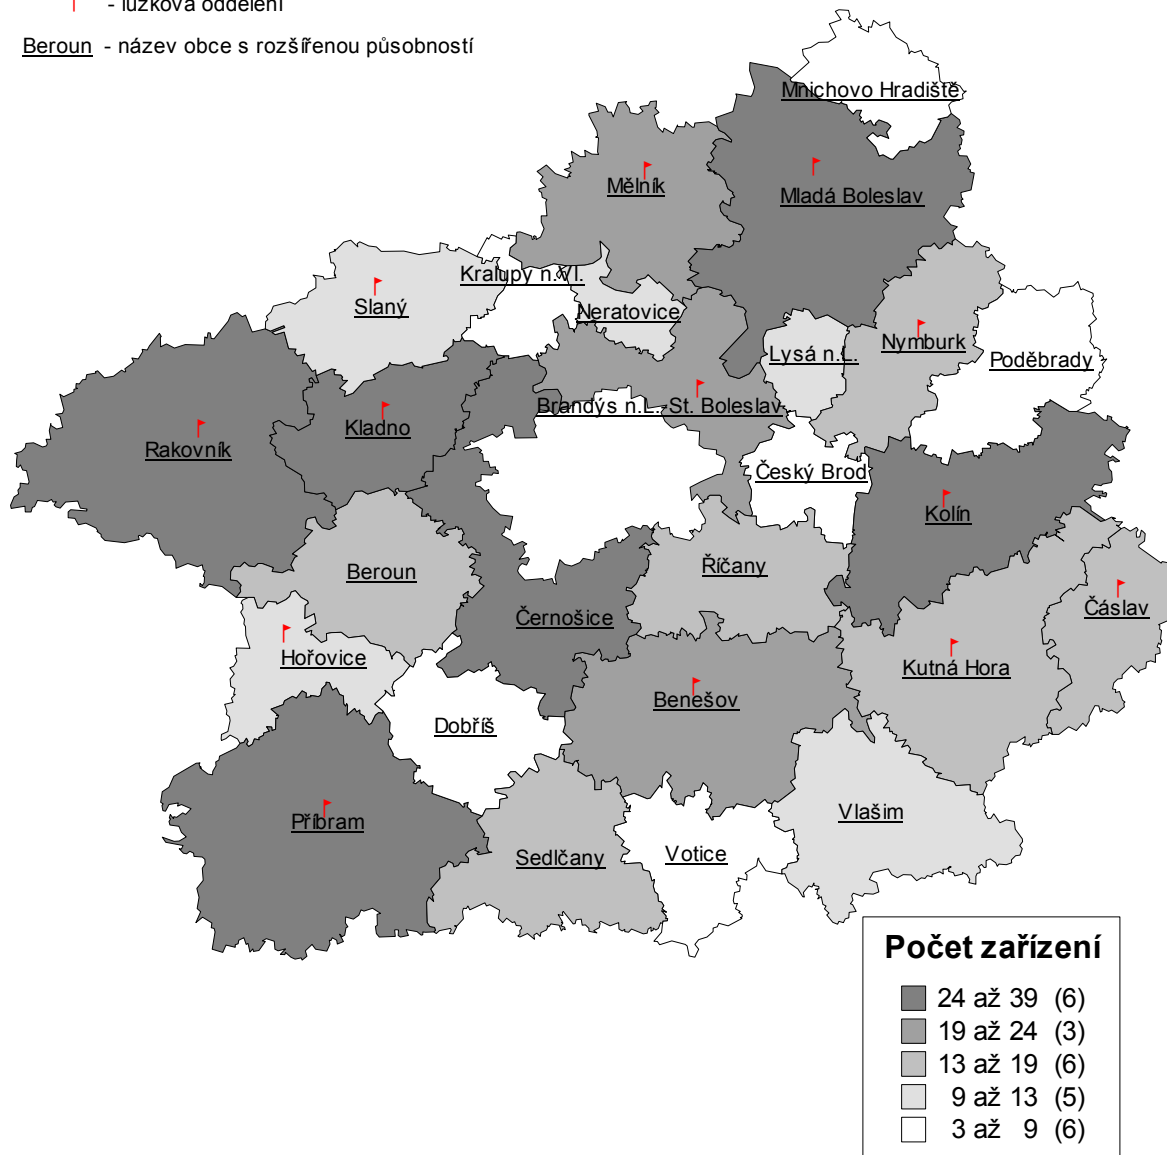 - lůžková oddělení
Beroun - název obce s rozšířenou působností
Mnichovo Hradiště
Mělník
Mladá Boleslav
Kralupy n.Vl.
Slaný
Neratovice
Nymburk
Lysá n.L.
Poděbrady
Brandýs n.L.-St. Boleslav
Kladno
Rakovník
Český Brod
Kolín
Říčany
Beroun
Čáslav
Černošice
Hořovice
Kutná Hora
Benešov
Dobříš
Vlašim
Příbram
Votice
Sedlčany
Počet zařízení
24 až 39 (6)
19 až 24 (3)
13 až 19 (6)
9 až 13 (5)
3 až 9 (6)